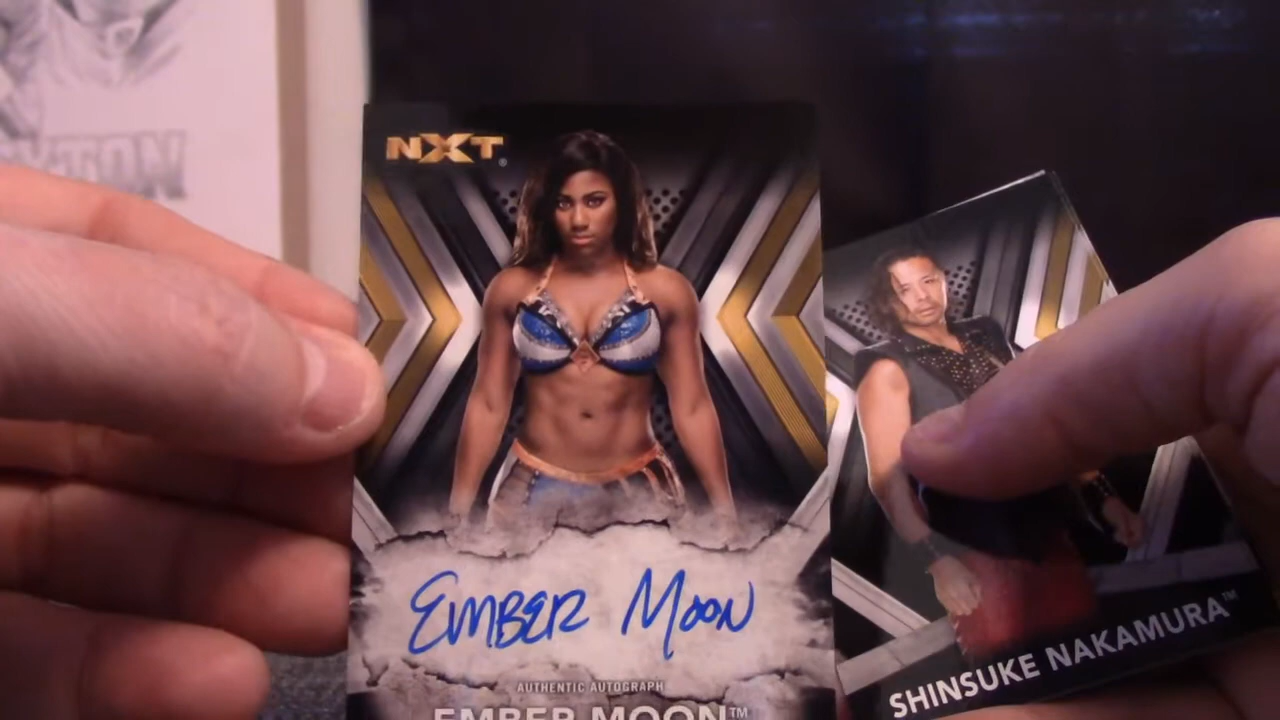 NXT
EMBER MOON
AUTHENTIC AUTOGRAPH
EMBER MOON™
SHINSUKE NAKAMURA™